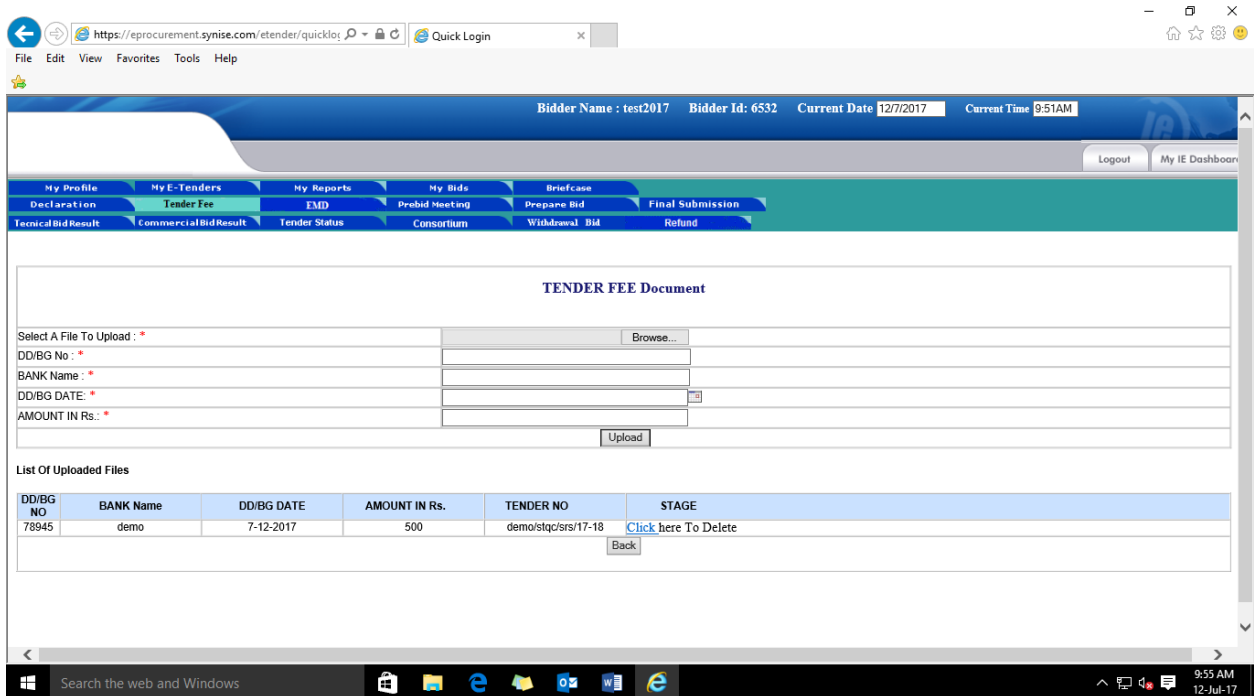 https://eprocurement.synise.com/etender/quicklog
Quick Login
File Edit View Favorites Tools Help
Bidder Name : test2017 Bidder Id: 6532 Current Date 12/7/2017 Current Time 9:51AM
Logout My IE Dashboar
My Profile My E-Tenders My Reports My Bids Briefcase
Declaration Tender Fee EMD Prebid Meeting Prepare Bid Final Submission
Tecnical Bid Result Commercial Bid Result Tender Status Consortium Withdrawal Bid Refund
TENDER FEE Document
Select A File To Upload : * Browse...
DD/BG No : *
BANK Name : *
DD/BG DATE: *
AMOUNT IN Rs.: *
Upload
List Of Uploaded Files
DD/BG NO BANK Name DD/BG DATE AMOUNT IN Rs. TENDER NO STAGE
78945 demo 7-12-2017 500 demo/stqc/srs/17-18 Click here To Delete
Back
Search the web and Windows
9:55 AM
12-Jul-17